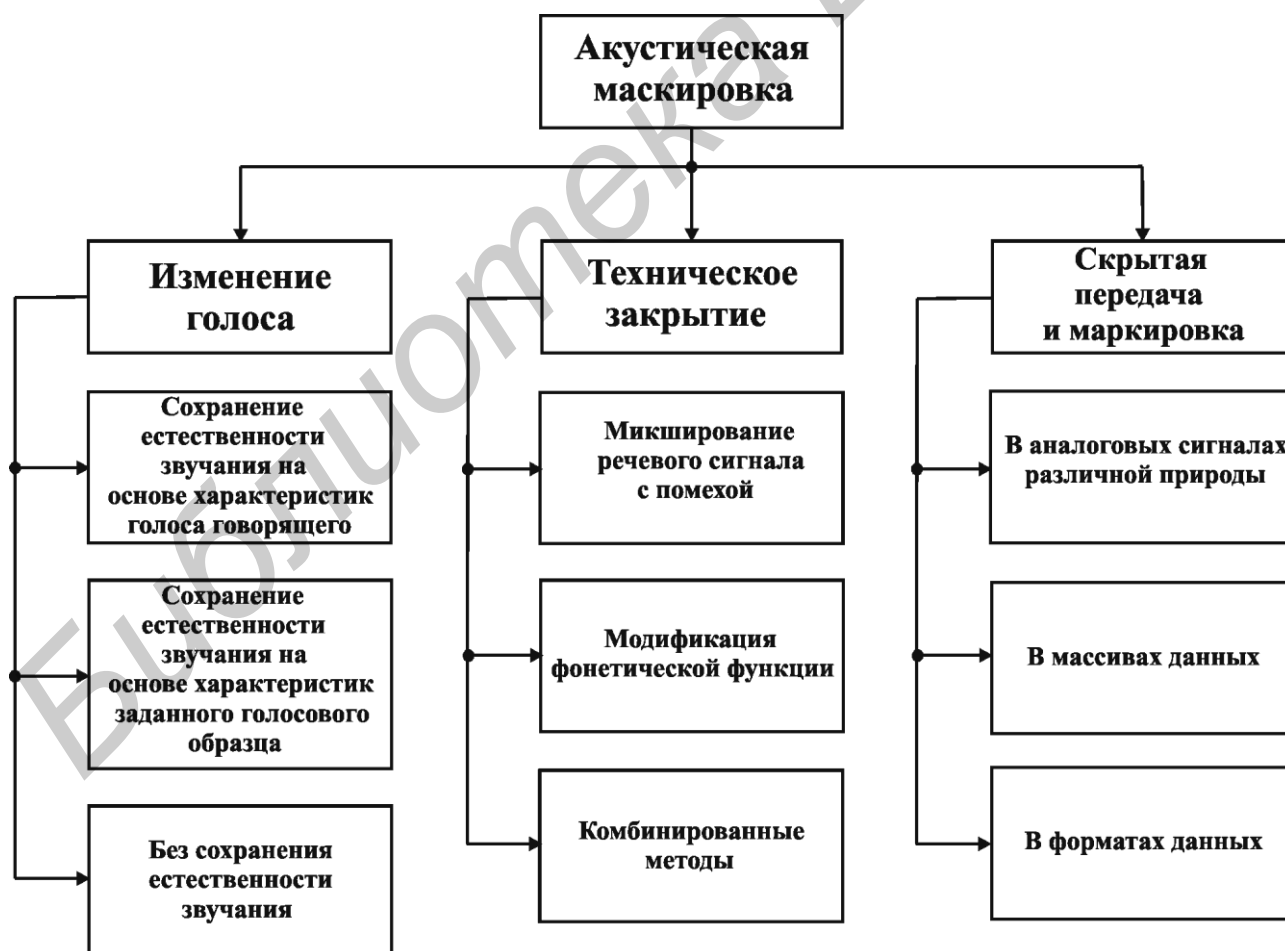 Акустическая
маскировка
Изменение
голоса
Сохранение
естественности
звучания на
основе характеристик
голоса говорящего
Сохранение
естественности
звучания на
основе характеристик
заданного голосового
образца
Без сохранения
естественности
звучания
Техническое
закрытие
Микширование
речевого сигнала
с помехой
Модификация
фонетической функции
Комбинированные
методы
Скрытая
передача
и маркировка
В аналоговых сигналах
различной природы
В массивах данных
В форматах данных
Библиотека